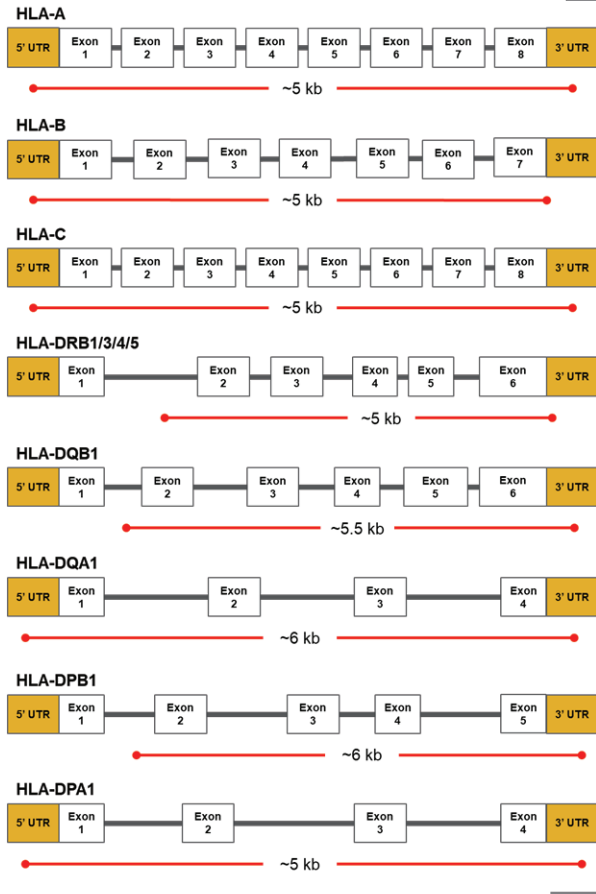 HLA-A
5' UTR Exon 1 Exon 2 Exon 3 Exon 4 Exon 5 Exon 6 Exon 7 Exon 8 3' UTR
~5 kb
HLA-B
5' UTR Exon 1 Exon 2 Exon 3 Exon 4 Exon 5 Exon 6 Exon 7 3' UTR
~5 kb
HLA-C
5' UTR Exon 1 Exon 2 Exon 3 Exon 4 Exon 5 Exon 6 Exon 7 Exon 8 3' UTR
~5 kb
HLA-DRB1/3/4/5
5' UTR Exon 1 Exon 2 Exon 3 Exon 4 Exon 5 Exon 6 3' UTR
~5 kb
HLA-DQB1
5' UTR Exon 1 Exon 2 Exon 3 Exon 4 Exon 5 Exon 6 3' UTR
~5.5 kb
HLA-DQA1
5' UTR Exon 1 Exon 2 Exon 3 Exon 4 3' UTR
~6 kb
HLA-DPB1
5' UTR Exon 1 Exon 2 Exon 3 Exon 4 Exon 5 3' UTR
~6 kb
HLA-DPA1
5' UTR Exon 1 Exon 2 Exon 3 Exon 4 3' UTR
~5 kb